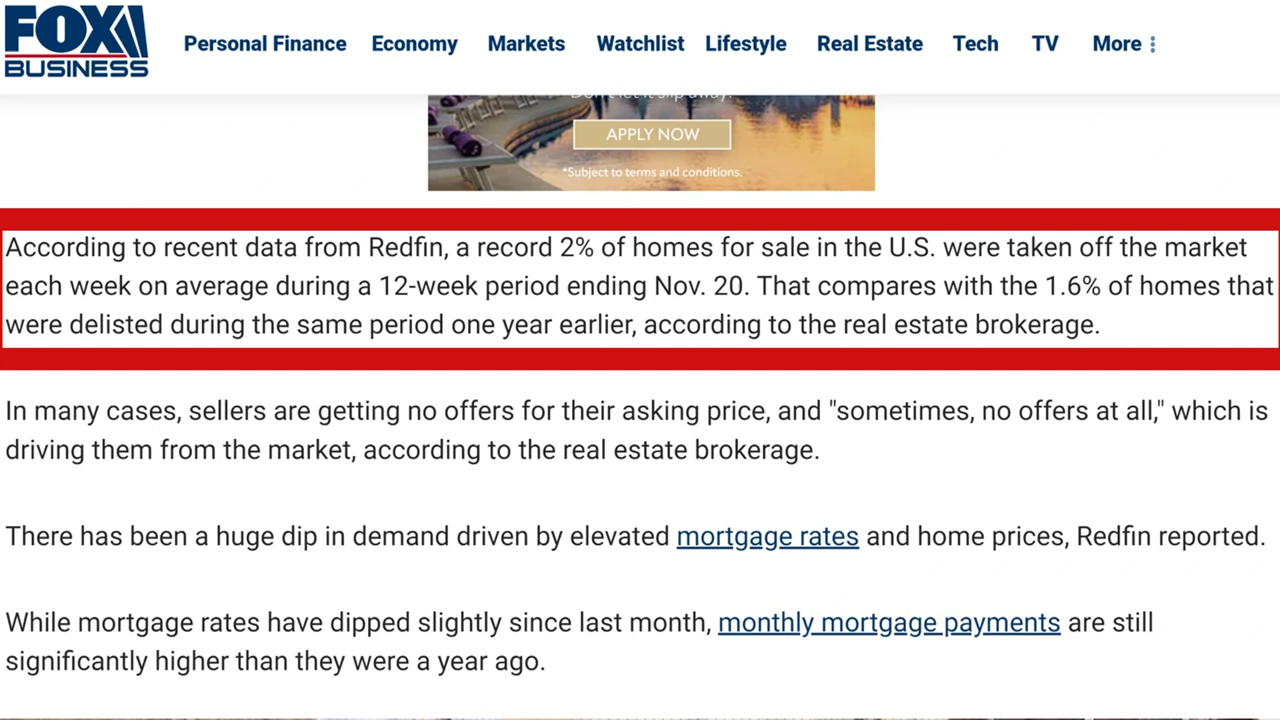 FOX
BUSINESS
Personal Finance Economy Markets Watchlist Lifestyle Real Estate Tech TV More
APPLY NOW
*Subject to terms and conditions.
According to recent data from Redfin, a record 2% of homes for sale in the U.S. were taken off the market
each week on average during a 12-week period ending Nov. 20. That compares with the 1.6% of homes that
were delisted during the same period one year earlier, according to the real estate brokerage.
In many cases, sellers are getting no offers for their asking price, and "sometimes, no offers at all," which is
driving them from the market, according to the real estate brokerage.
There has been a huge dip in demand driven by elevated mortgage rates and home prices, Redfin reported.
While mortgage rates have dipped slightly since last month, monthly mortgage payments are still
significantly higher than they were a year ago.